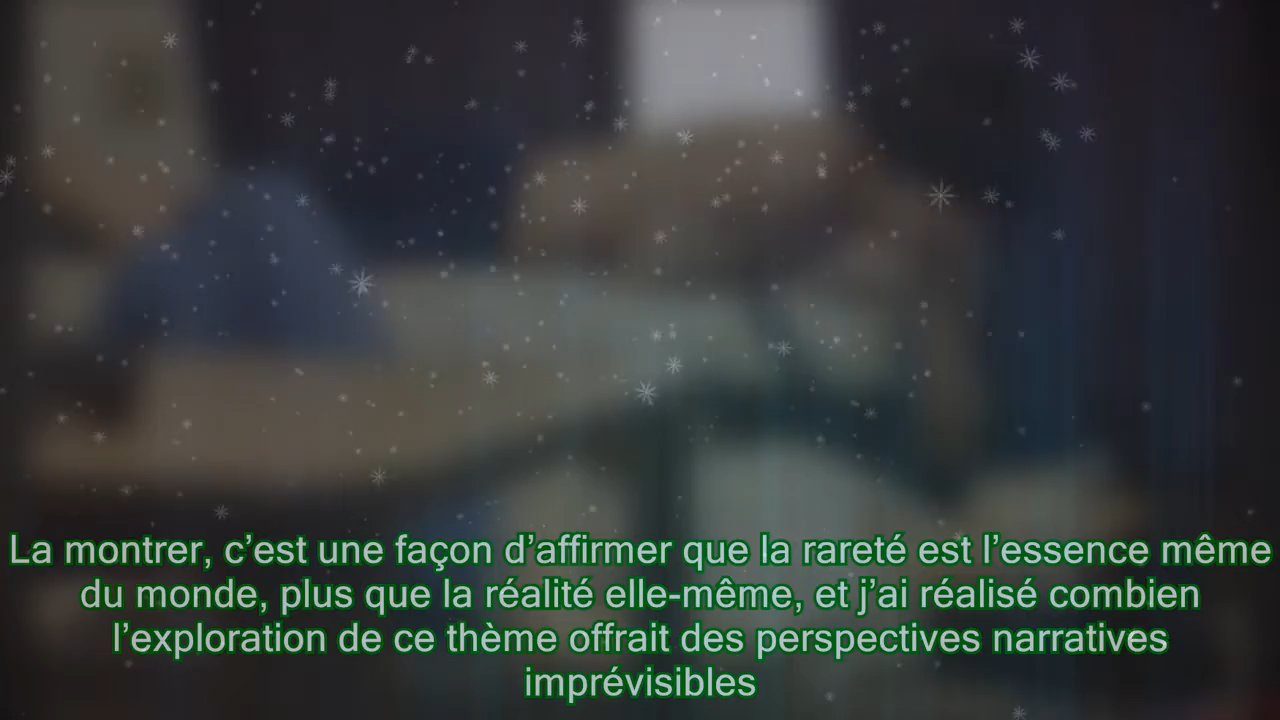 La montrer, c’est une façon d’affirmer que la rareté est l’essence même
du monde, plus que la réalité elle-même, et j’ai réalisé combien
l’exploration de ce thème offrait des perspectives narratives
imprévisibles